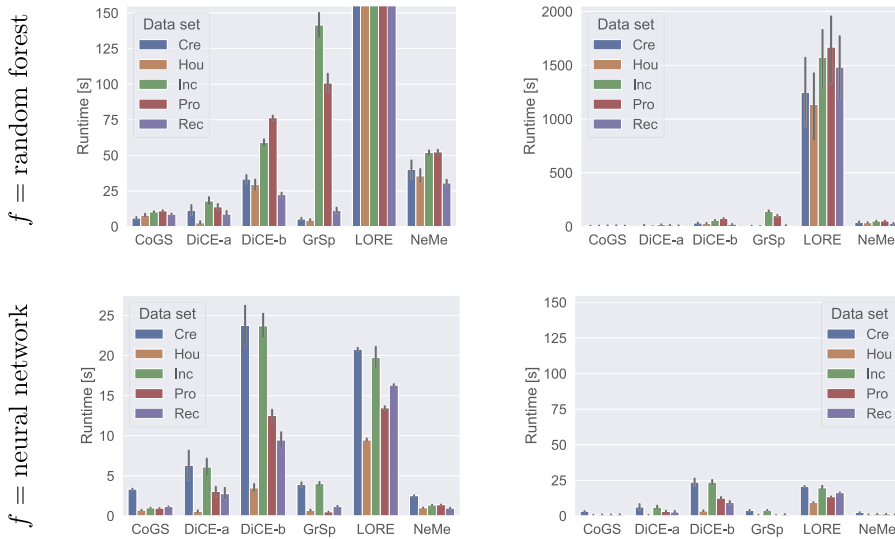 f = random forest
Runtime [s]
150
125
100
75
50
25
0
Data set
Cre
Hou
Inc
Pro
Rec
CoGS DiCE-a DiCE-b GrSp LORE NeMe
Runtime [s]
2000
1500
1000
500
0
Data set
Cre
Hou
Inc
Pro
Rec
CoGS DiCE-a DiCE-b GrSp LORE NeMe
f = neural network
Runtime [s]
25
20
15
10
5
0
Data set
Cre
Hou
Inc
Pro
Rec
CoGS DiCE-a DiCE-b GrSp LORE NeMe
Runtime [s]
150
125
100
75
50
25
0
Data set
Cre
Hou
Inc
Pro
Rec
CoGS DiCE-a DiCE-b GrSp LORE NeMe